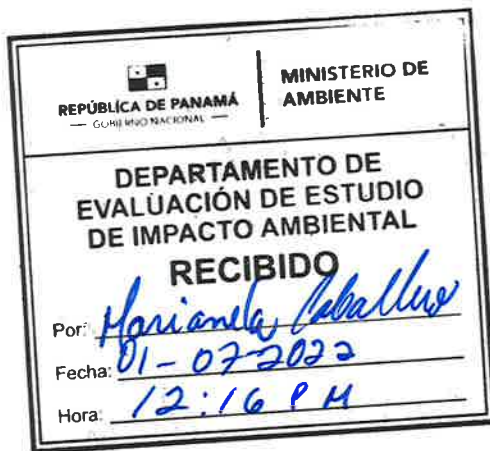 REPÚBLICA DE PANAMÁ
— GOBIERNO NACIONAL —
MINISTERIO DE
AMBIENTE
DEPARTAMENTO DE
EVALUACIÓN DE ESTUDIO
DE IMPACTO AMBIENTAL
RECIBIDO
Por: Marianela Caballero
Fecha: 01-07-2022
Hora: 12:16 PM